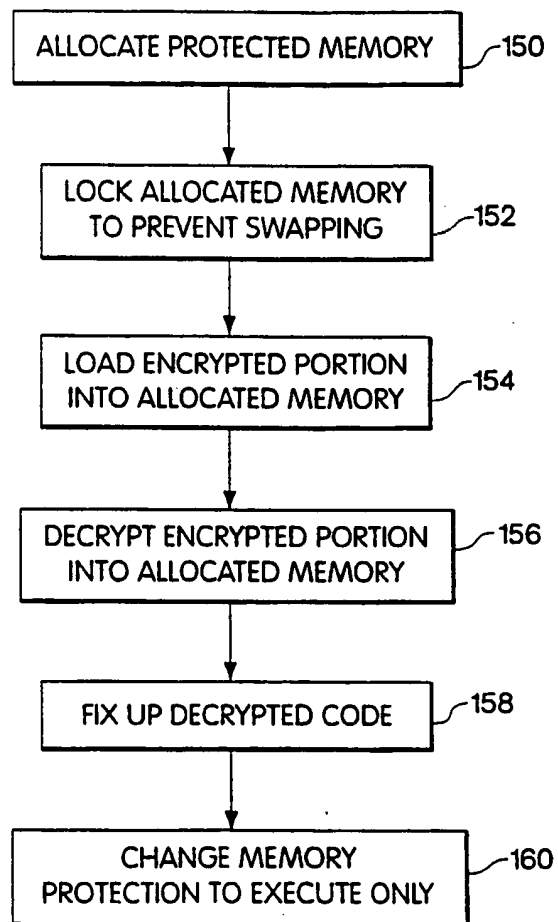 ALLOCATE PROTECTED MEMORY
150
LOCK ALLOCATED MEMORY
TO PREVENT SWAPPING
152
LOAD ENCRYPTED PORTION
INTO ALLOCATED MEMORY
154
DECRYPT ENCRYPTED PORTION
INTO ALLOCATED MEMORY
156
FIX UP DECRYPTED CODE
158
CHANGE MEMORY
PROTECTION TO EXECUTE ONLY
160